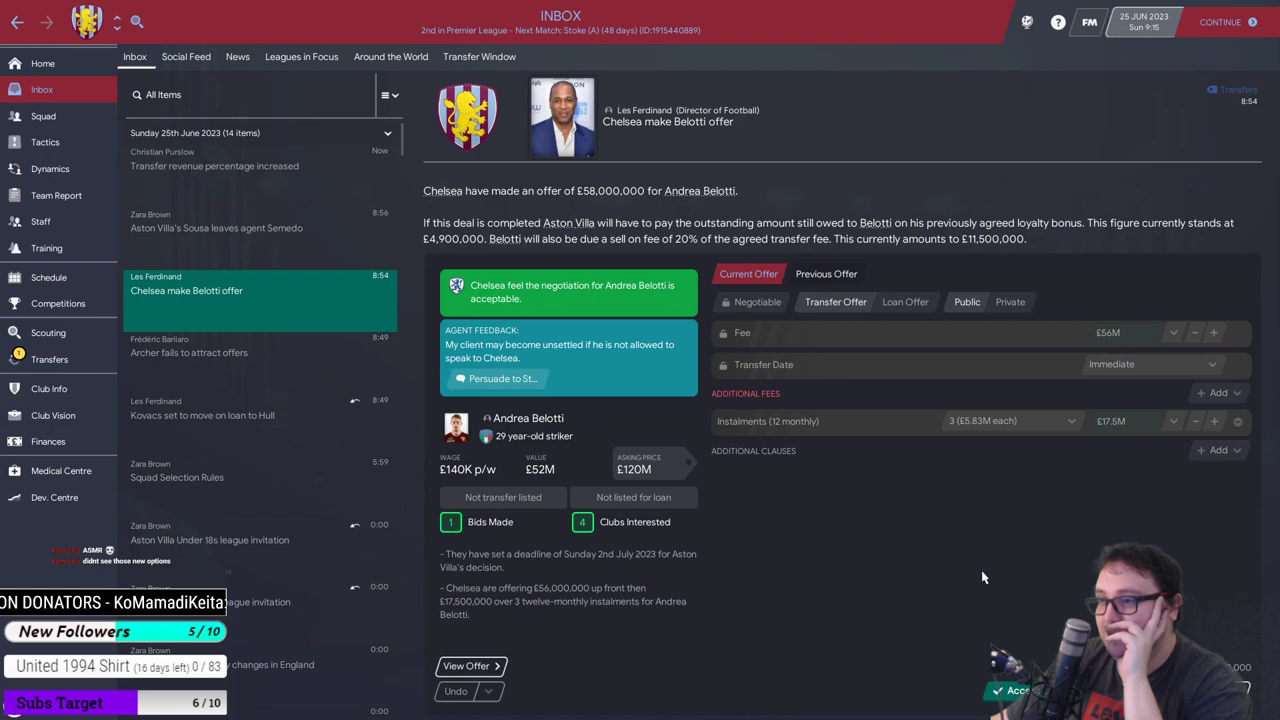 INBOX
2nd in Premier League - Next Match: Stoke (A) (48 days) (ID:1915440889)
FM
25 JUN 2023
Sun 9:15
CONTINUE
Home
Inbox
Squad
Tactics
Dynamics
Team Report
Staff
Training
Schedule
Competitions
Scouting
1
Transfers
Club Info
Club Vision
Finances
Medical Centre
Dev. Centre
Inbox
Social Feed
News
Leagues in Focus
Around the World
Transfer Window
All Items
Sunday 25th June 2023 (14 items)
Christian Purslow
Now
Transfer revenue percentage increased
Zara Brown
8:56
Aston Villa's Sousa leaves agent Semedo
Les Ferdinand
8:54
Chelsea make Belotti offer
Frédéric Barilaro
8:49
Archer fails to attract offers
Les Ferdinand
8:49
Kovacs set to move on loan to Hull
Zara Brown
5:59
Squad Selection Rules
Zara Brown
0:00
Aston Villa Under 18s league invitation
0:00
ague invitation
0:00
changes in England
0:00
Les Ferdinand (Director of Football)
Chelsea make Belotti offer
Transfers
8:54
Chelsea have made an offer of £58,000,000 for Andrea Belotti.
If this deal is completed Aston Villa will have to pay the outstanding amount still owed to Belotti on his previously agreed loyalty bonus. This figure currently stands at
£4,900,000. Belotti will also be due a sell on fee of 20% of the agreed transfer fee. This currently amounts to £11,500,000.
Chelsea feel the negotiation for Andrea Belotti is
acceptable.
AGENT FEEDBACK:
My client may become unsettled if he is not allowed to
speak to Chelsea.
Persuade to St...
Andrea Belotti
29 year-old striker
WAGE
£140K p/w
VALUE
£52M
ASKING PRICE
£120M
Not transfer listed
Not listed for loan
1
Bids Made
4
Clubs Interested
- They have set a deadline of Sunday 2nd July 2023 for Aston
Villa's decision.
- Chelsea are offering £56,000,000 up front then
£17,500,000 over 3 twelve-monthly instalments for Andrea
Belotti.
View Offer
Undo
Current Offer
Previous Offer
Negotiable
Transfer Offer
Loan Offer
Public
Private
Fee
£56M
Transfer Date
Immediate
ADDITIONAL FEES
Add
Instalments (12 monthly)
3 (£5.83M each)
£17.5M
ADDITIONAL CLAUSES
Add
Acce
ASMR
didnt see those new options
ON DONATORS - KoMamadiKeita:
New Followers
5 / 10
United 1994 Shirt (16 days left) 0 / 83
Subs Target
6 / 10